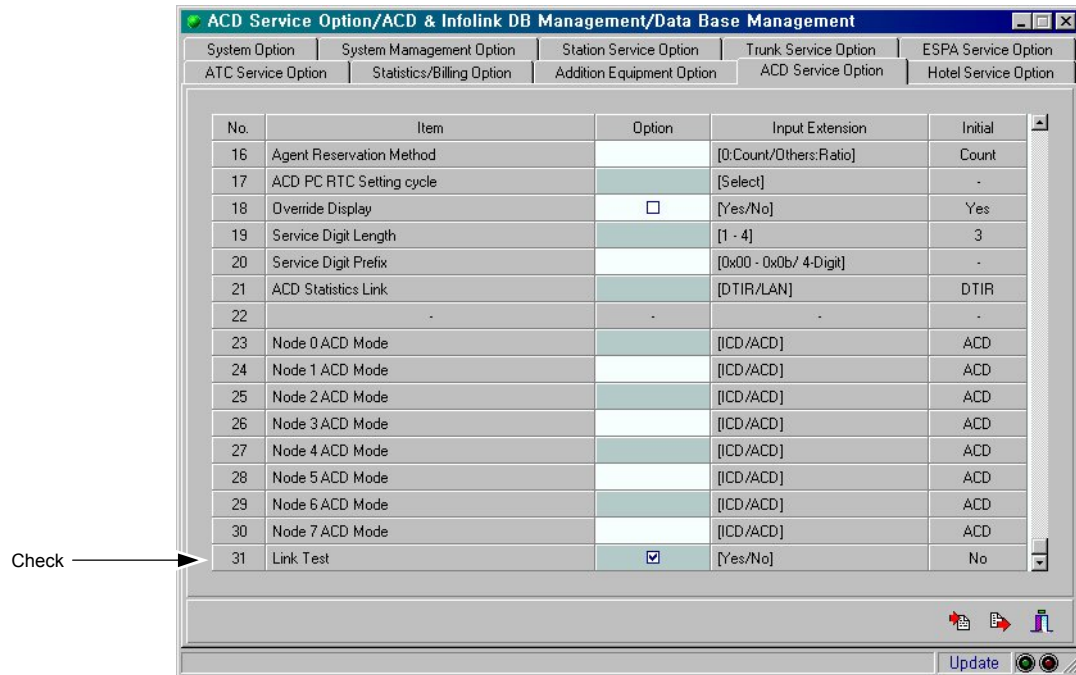 ACD Service Option/ACD & Infolink DB Management/Data Base Management
System Option System Mamagement Option Station Service Option Trunk Service Option ESPA Service Option
ATC Service Option Statistics/Billing Option Addition Equipment Option ACD Service Option Hotel Service Option
No. Item Option Input Extension Initial
16 Agent Reservation Method [0:Count/Others:Ratio] Count
17 ACD PC RTC Setting cycle [Select] -
18 Override Display [Yes/No] Yes
19 Service Digit Length [1 - 4] 3
20 Service Digit Prefix [0x00 - 0x0b/ 4-Digit] -
21 ACD Statistics Link [DTIR/LAN] DTIR
22 - - - -
23 Node 0 ACD Mode [ICD/ACD] ACD
24 Node 1 ACD Mode [ICD/ACD] ACD
25 Node 2 ACD Mode [ICD/ACD] ACD
26 Node 3 ACD Mode [ICD/ACD] ACD
27 Node 4 ACD Mode [ICD/ACD] ACD
28 Node 5 ACD Mode [ICD/ACD] ACD
29 Node 6 ACD Mode [ICD/ACD] ACD
30 Node 7 ACD Mode [ICD/ACD] ACD
Check 31 Link Test [Yes/No] No
Update